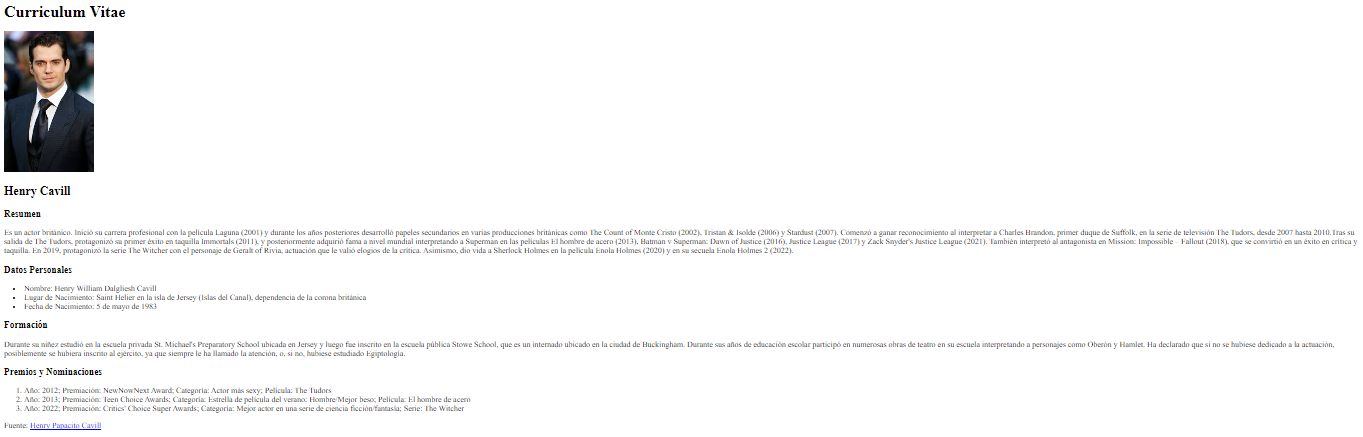 Curriculum Vitae
Henry Cavill
Resumen
Es un actor británico. Inició su carrera profesional con la película Laguna (2001) y durante los años posteriores desarrolló papeles secundarios en varias producciones británicas como The Count of Monte Cristo (2002), Tristan & Isolde (2006) y Stardust (2007). Comenzó a ganar reconocimiento al interpretar a Charles Brandon, primer duque de Suffolk, en la serie de televisión The Tudors, desde 2007 hasta 2010.Tras su
salida de The Tudors, protagonizó su primer éxito en taquilla Immortals (2011), y posteriormente adquirió fama a nivel mundial interpretando a Superman en las películas El hombre de acero (2013), Batman v Superman: Dawn of Justice (2016), Justice League (2017) y Zack Snyder's Justice League (2021). También interpretó al antagonista en Mission: Impossible - Fallout (2018), que se convirtió en un éxito en crítica y
taquilla. En 2019, protagonizó la serie The Witcher con el personaje de Geralt of Rivia, actuación que le valió elogios de la crítica. Asimismo, dio vida a Sherlock Holmes en la película Enola Holmes (2020) y en su secuela Enola Holmes 2 (2022).
Datos Personales
• Nombre: Henry William Dalgliesh Cavill
• Lugar de Nacimiento: Saint Helier en la isla de Jersey (Islas del Canal), dependencia de la corona británica
• Fecha de Nacimiento: 5 de mayo de 1983
Formación
Durante su niñez estudió en la escuela privada St. Michael's Preparatory School ubicada en Jersey y luego fue inscrito en la escuela pública Stowe School, que es un internado ubicado en la ciudad de Buckingham. Durante sus años de educación escolar participó en numerosas obras de teatro en su escuela interpretando a personajes como Oberón y Hamlet. Ha declarado que si no se hubiese dedicado a la actuación,
posiblemente se hubiera inscrito al ejército, ya que siempre le ha llamado la atención, o, si no, hubiese estudiado Egiptología.
Premios y Nominaciones
1. Año: 2012; Premiación: NewNowNext Award; Categoría: Actor más sexy; Película: The Tudors
2. Año: 2013; Premiación: Teen Choice Awards; Categoría: Estrella de película del verano: Hombre/Mejor beso; Película: El hombre de acero
3. Año: 2022; Premiación: Critics' Choice Super Awards; Categoría: Mejor actor en una serie de ciencia ficción/fantasía; Serie: The Witcher
Fuente: Henry Papacito Cavill